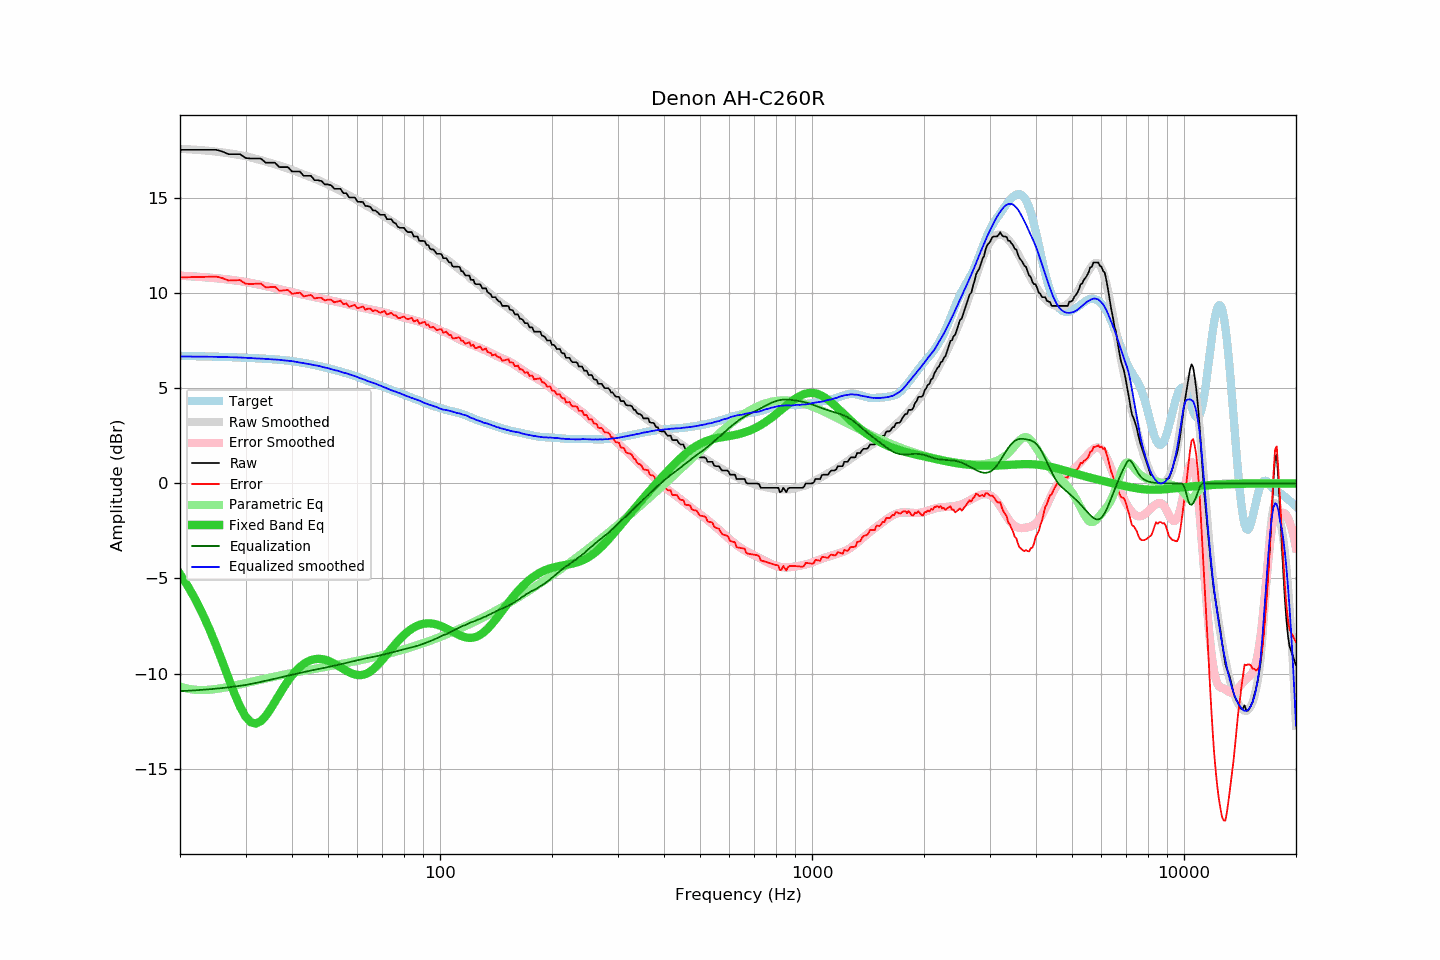 Denon AH-C260R
Amplitude (dBr)
15
10
5
0
−5
−10
−15
Target
Raw Smoothed
Error Smoothed
Raw
Error
Parametric Eq
Fixed Band Eq
Equalization
Equalized smoothed
100
1000
10000
Frequency (Hz)